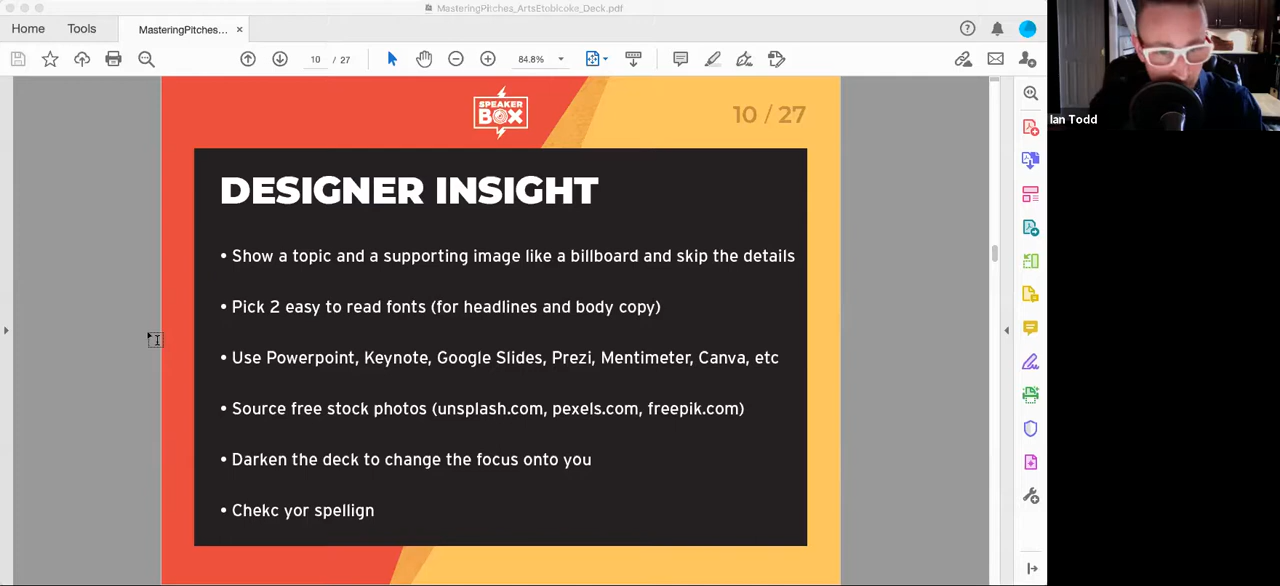 MasteringPitches_ArtsEtobicoke_Deck.pdf
Home Tools MasteringPitches... ×
10 / 27 84.8%
Ian Todd
SPEAKER
BOX
10 / 27
DESIGNER INSIGHT
• Show a topic and a supporting image like a billboard and skip the details
• Pick 2 easy to read fonts (for headlines and body copy)
• Use Powerpoint, Keynote, Google Slides, Prezi, Mentimeter, Canva, etc
• Source free stock photos (unsplash.com, pexels.com, freepik.com)
• Darken the deck to change the focus onto you
• Chekc yor spellign